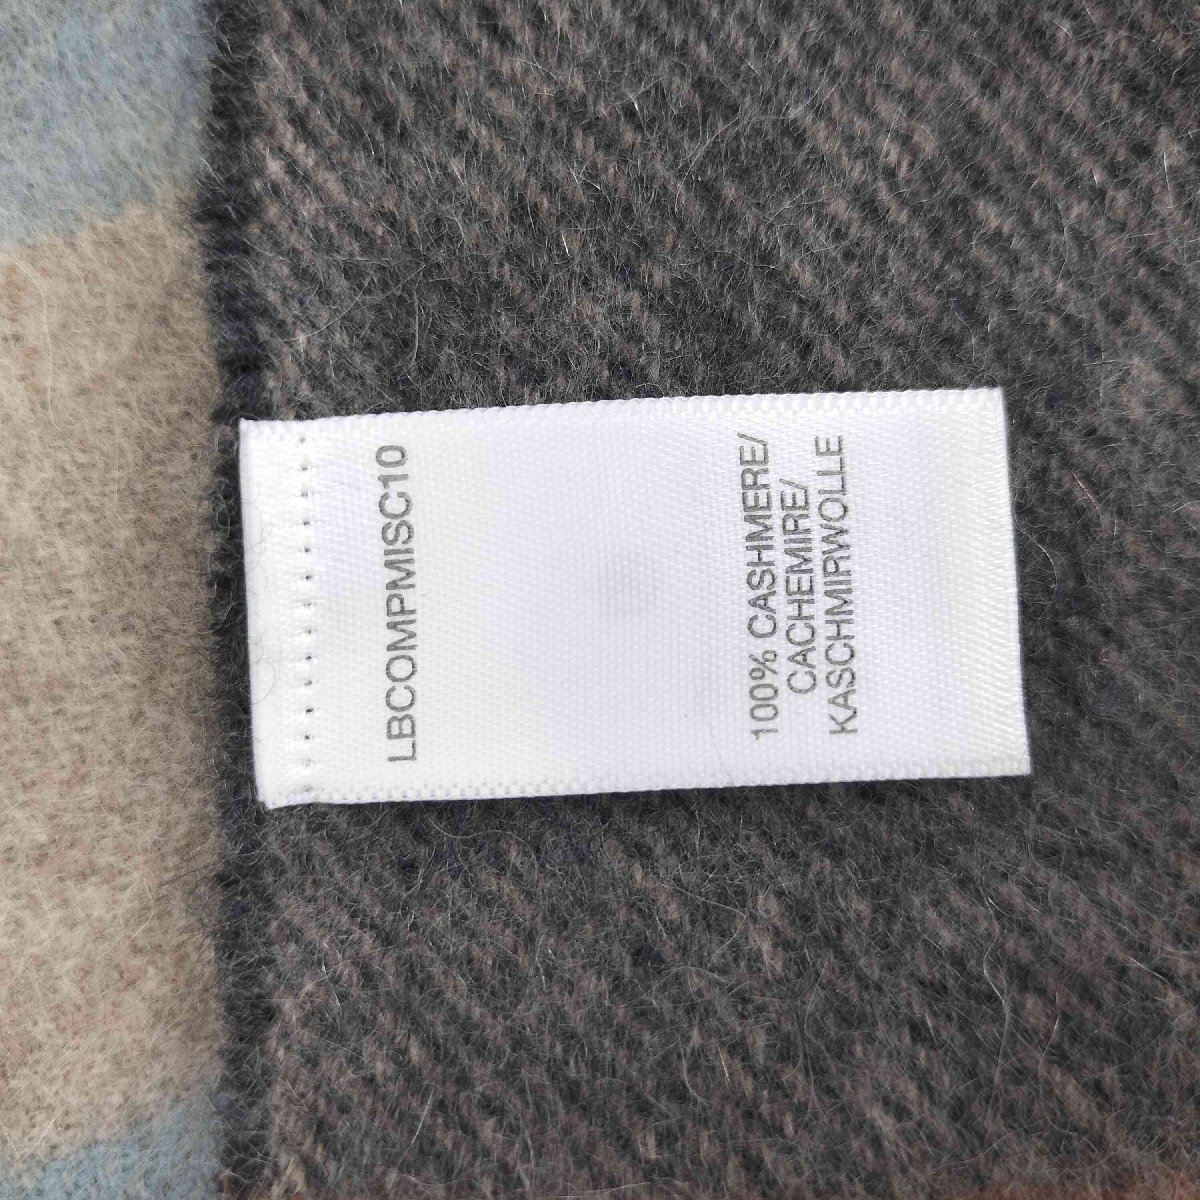 LBCOMPMISC10
100% CASHMERE/
CACHEMIRE/
KASCHMIRWOLLE